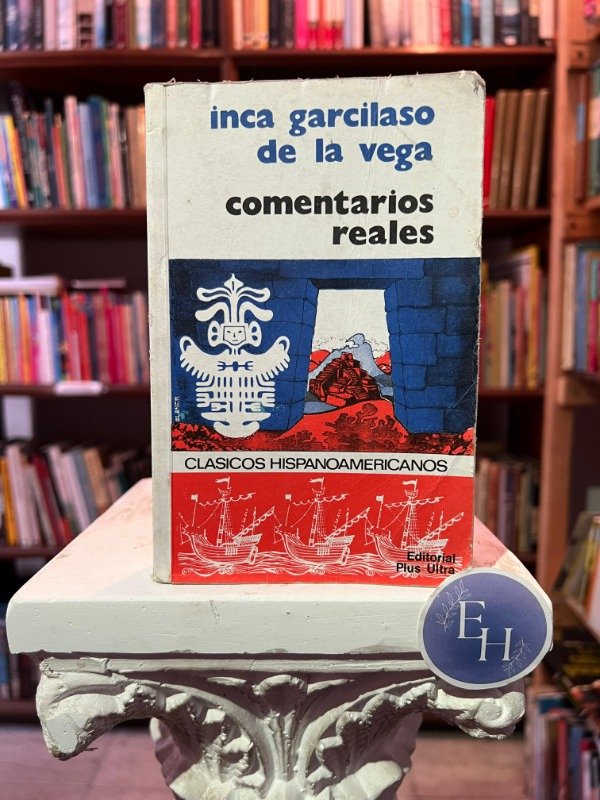 inca garcilaso
de la vega
comentarios
reales
CLASICOS HISPANOAMERICANOS
Editorial
Plus Ultra
EH